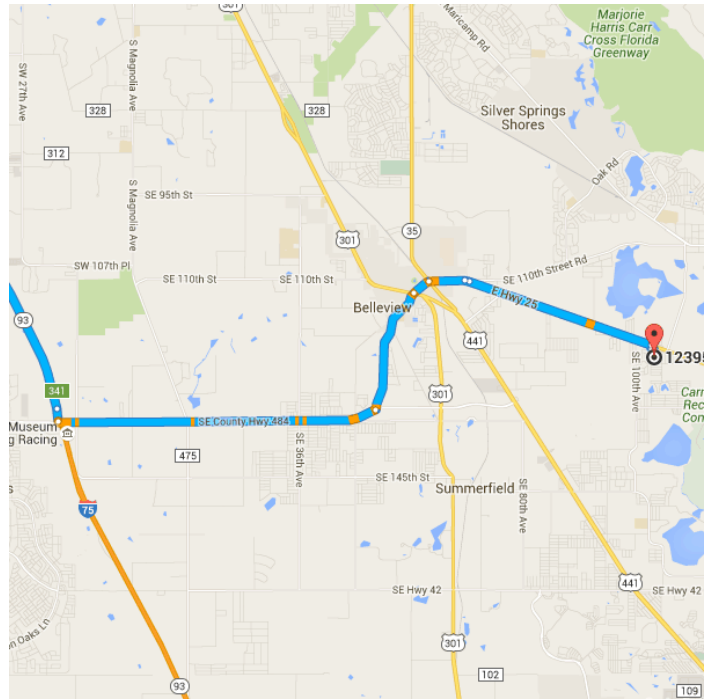 301
Maricamp Rd
Marjorie
Harris Carr
Cross Florida
Greenway
SW 27th Ave
S Magnolia Ave
328
328
Silver Springs
Shores
312
Oak Rd
S Magnolia Ave
SE 95th St
35
301
SW 107th Pl
SE 110th St
SE 110th St
SE 110th Street Rd
E Hwy 25
Belleview
93
441
12395
SE 100th Ave
341
301
Museum
g Racing
SE County Hwy 484
SE 36th Ave
475
SE 145th St
Summerfield
SE 80th Ave
75
441
SE Hwy 42
SE Hwy 42
n Oaks Ln
301
93
102
109